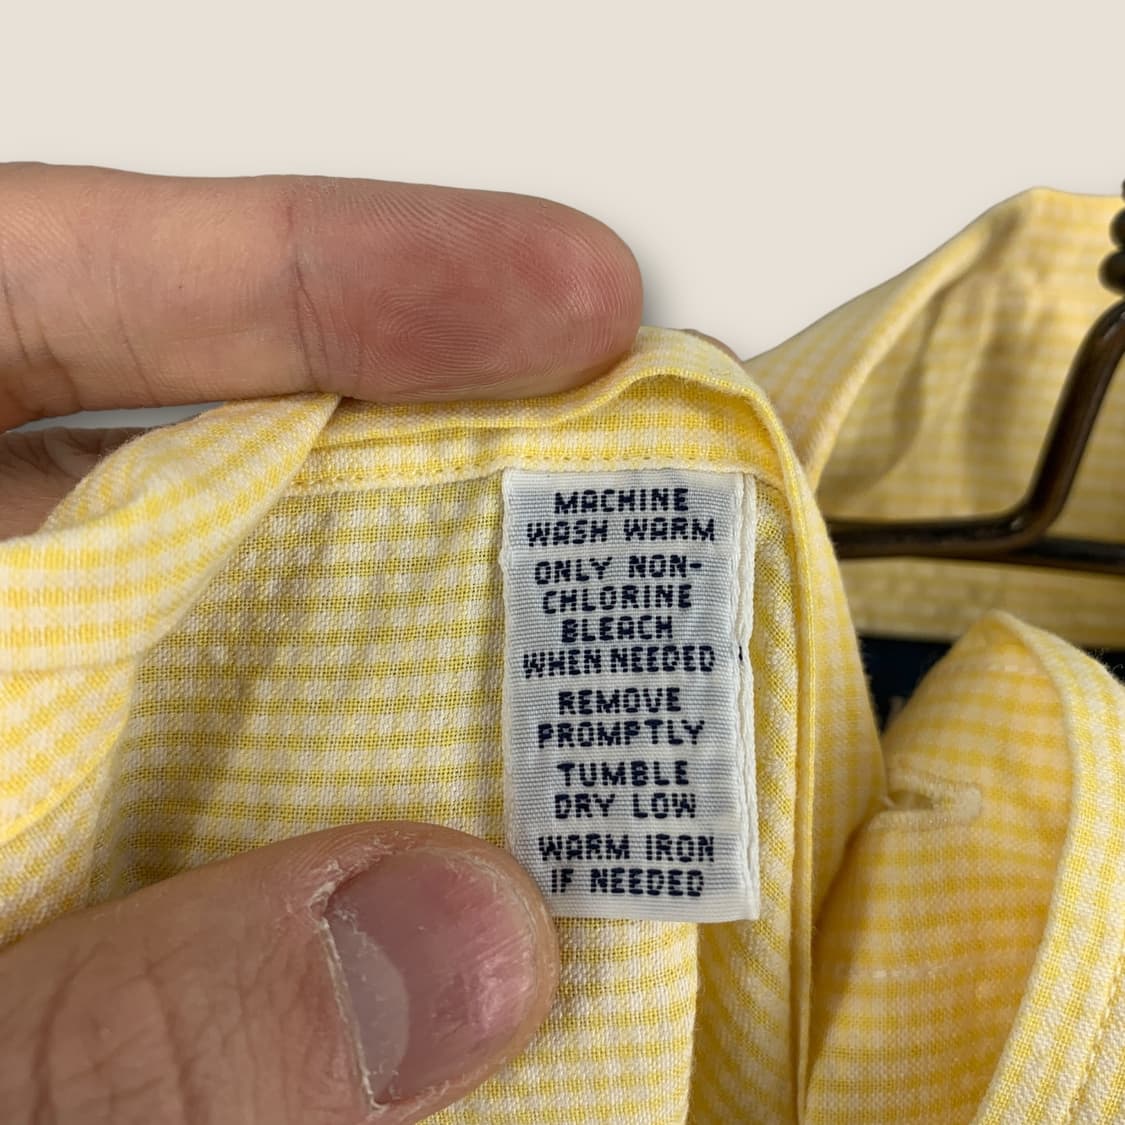 MACHINE
WASH WARM
ONLY NON-
CHLORINE
BLEACH
WHEN NEEDED
REMOVE
PROMPTLY
TUMBLE
DRY LOW
WARM IRON
IF NEEDED